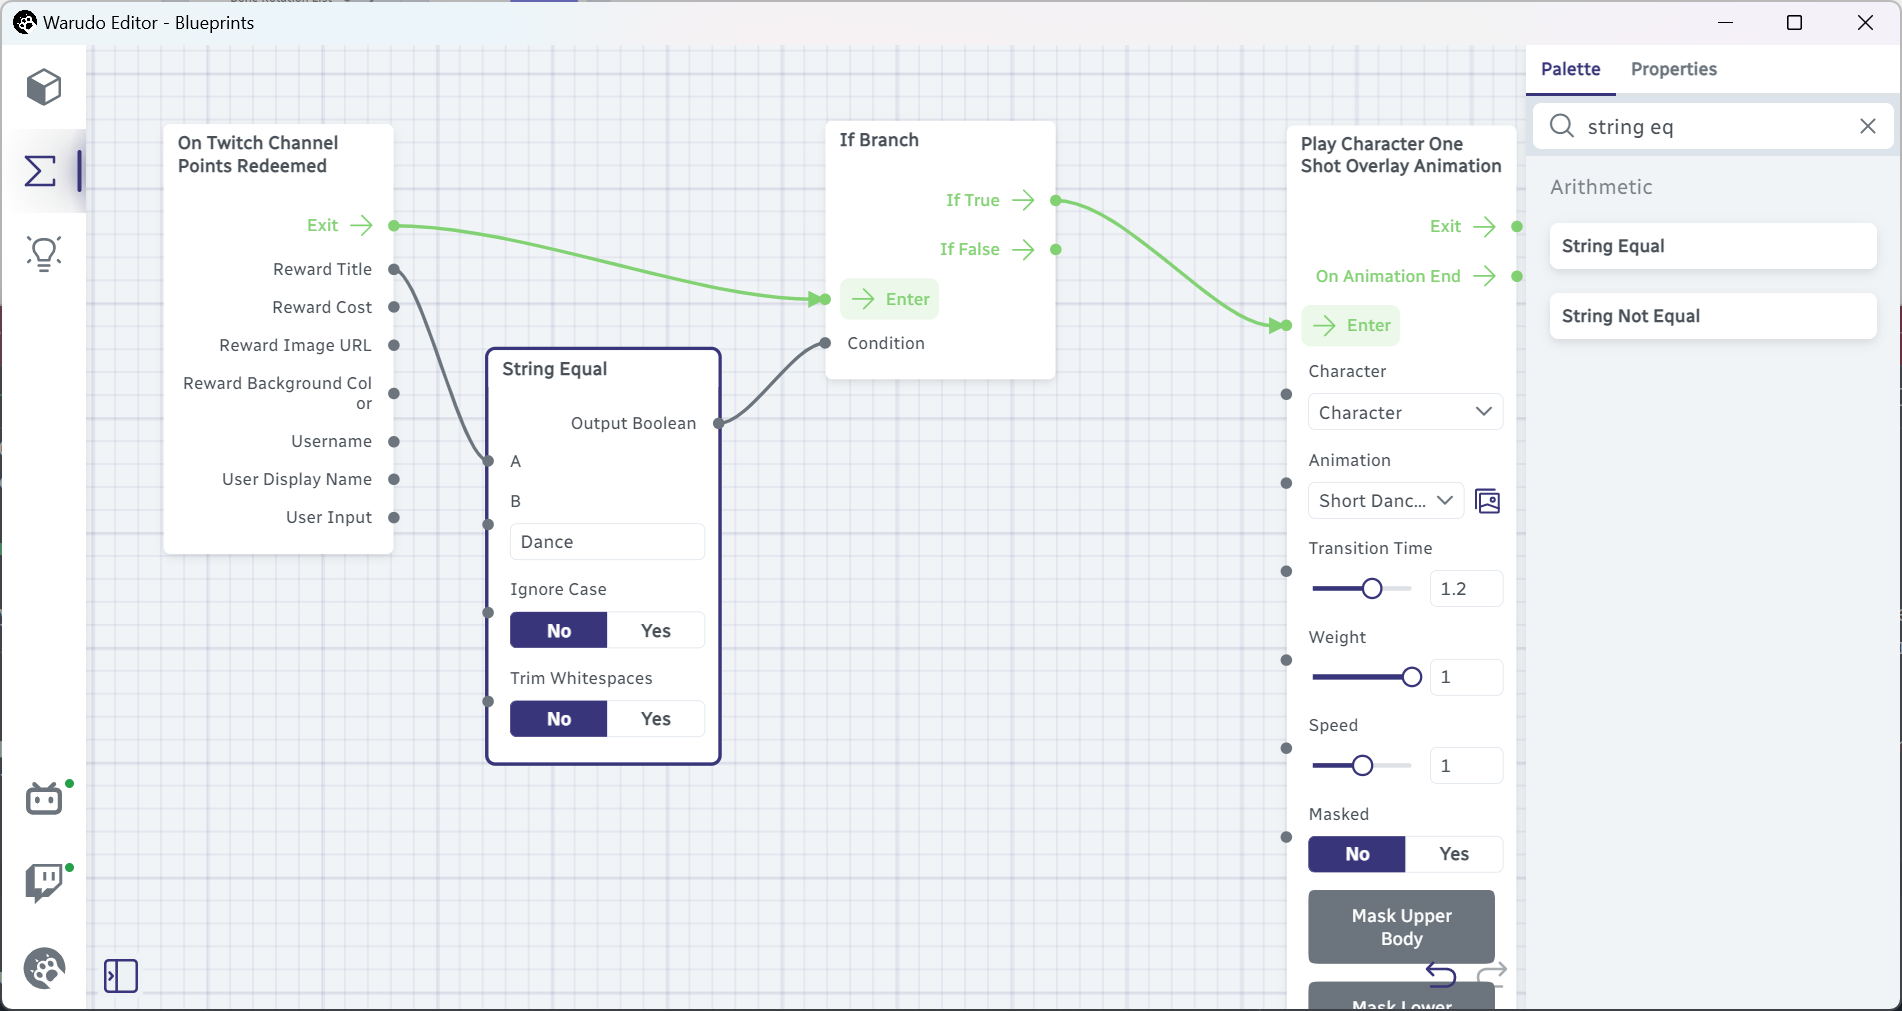 Warudo Editor - Blueprints
On Twitch Channel
Points Redeemed
Exit
Reward Title
Reward Cost
Reward Image URL
Reward Background Col
or
Username
User Display Name
User Input
String Equal
Output Boolean
A
B
Dance
Ignore Case
No Yes
Trim Whitespaces
No Yes
If Branch
If True
If False
Enter
Condition
Play Character One
Shot Overlay Animation
Exit
On Animation End
Enter
Character
Character
Animation
Short Danc...
Transition Time
1.2
Weight
1
Speed
1
Masked
No Yes
Mask Upper
Body
Mask Lower
Palette Properties
string eq
Arithmetic
String Equal
String Not Equal